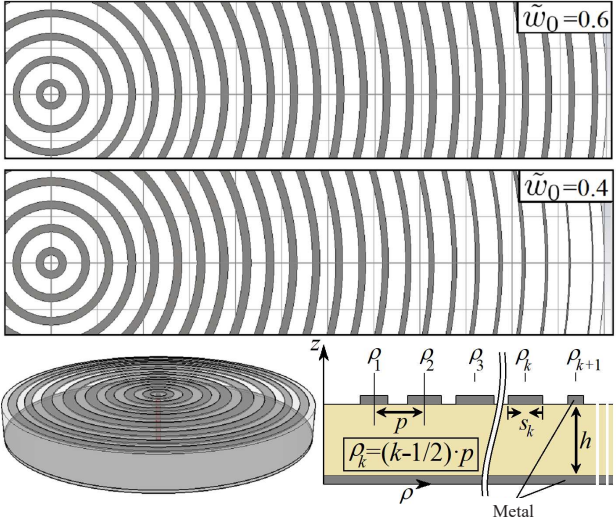 w̃₀=0.6
w̃₀=0.4
z
ρ₁ ρ₂ ρ₃ ρₖ ρₖ₊₁
p
sₖ
h
ρₖ=(k-1/2)·p
ρ
Metal